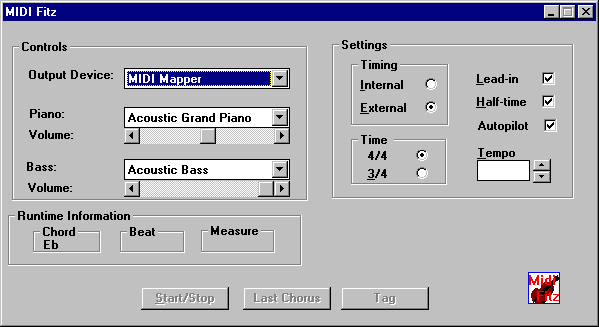 MIDI Fitz
Controls
Output Device: MIDI Mapper
Piano: Acoustic Grand Piano
Volume:
Bass: Acoustic Bass
Volume:
Settings
Timing
Internal
External
Time
4/4
3/4
Lead-in
Half-time
Autopilot
Tempo
Runtime Information
Chord
Eb
Beat
Measure
Start/Stop
Last Chorus
Tag
Midi
Fitz